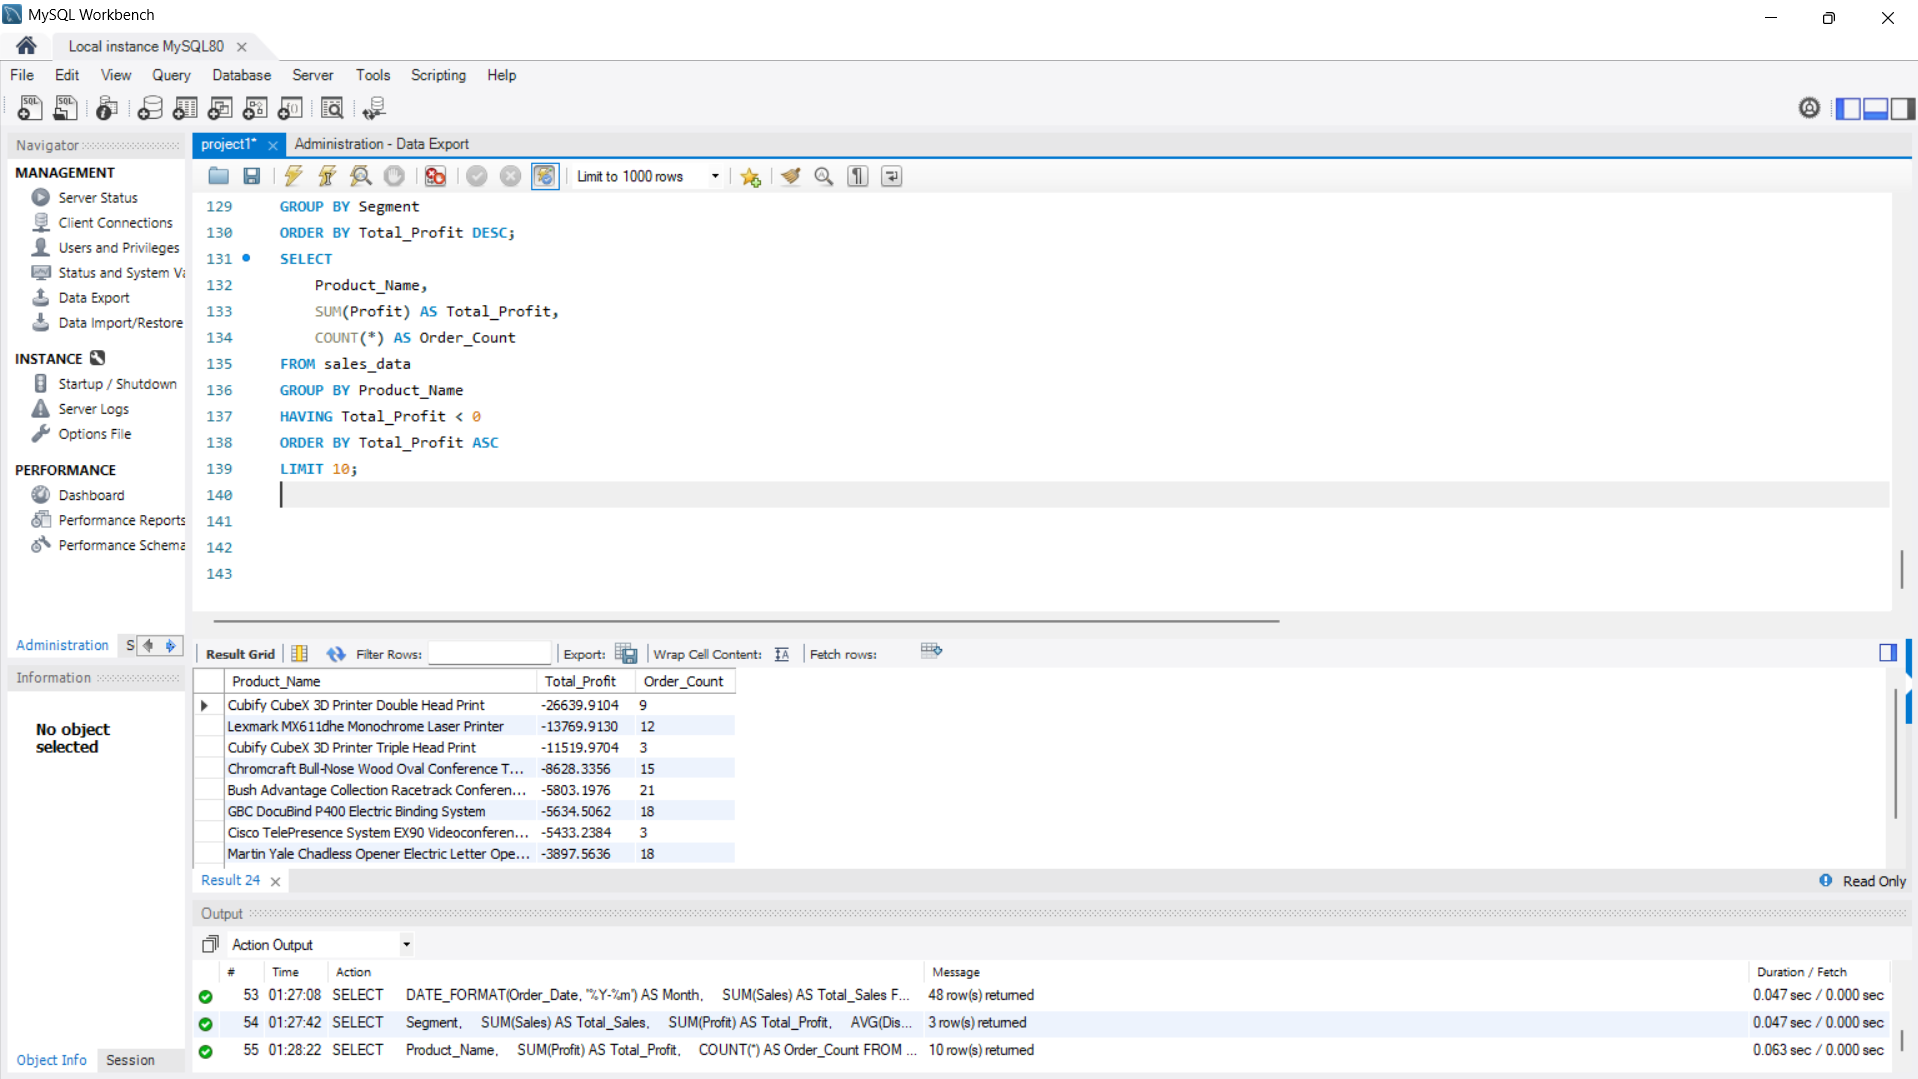 MySQL Workbench
Local instance MySQL80
File Edit View Query Database Server Tools Scripting Help
Navigator
MANAGEMENT
Server Status
Client Connections
Users and Privileges
Status and System Va
Data Export
Data Import/Restore
INSTANCE
Startup / Shutdown
Server Logs
Options File
PERFORMANCE
Dashboard
Performance Reports
Performance Schema
Administration S
Information
No object
selected
Object Info Session
project1* Administration - Data Export
Limit to 1000 rows
129 GROUP BY Segment
130 ORDER BY Total_Profit DESC;
131 SELECT
132 Product_Name,
133 SUM(Profit) AS Total_Profit,
134 COUNT(*) AS Order_Count
135 FROM sales_data
136 GROUP BY Product_Name
137 HAVING Total_Profit < 0
138 ORDER BY Total_Profit ASC
139 LIMIT 10;
140
141
142
143
Result Grid Filter Rows: Export: Wrap Cell Content: Fetch rows:
Product_Name Total_Profit Order_Count
Cubify CubeX 3D Printer Double Head Print -26639.9104 9
Lexmark MX611dhe Monochrome Laser Printer -13769.9130 12
Cubify CubeX 3D Printer Triple Head Print -11519.9704 3
Chromcraft Bull-Nose Wood Oval Conference T... -8628.3356 15
Bush Advantage Collection Racetrack Conferen... -5803.1976 21
GBC DocuBind P400 Electric Binding System -5634.5062 18
Cisco TelePresence System EX90 Videoconferen... -5433.2384 3
Martin Yale Chadless Opener Electric Letter Ope... -3897.5636 18
Result 24 Read Only
Output
Action Output
# Time Action Message Duration / Fetch
53 01:27:08 SELECT DATE_FORMAT(Order_Date, '%Y-%m') AS Month, SUM(Sales) AS Total_Sales F... 48 row(s) returned 0.047 sec / 0.000 sec
54 01:27:42 SELECT Segment, SUM(Sales) AS Total_Sales, SUM(Profit) AS Total_Profit, AVG(Dis... 3 row(s) returned 0.047 sec / 0.000 sec
55 01:28:22 SELECT Product_Name, SUM(Profit) AS Total_Profit, COUNT(*) AS Order_Count FROM ... 10 row(s) returned 0.063 sec / 0.000 sec